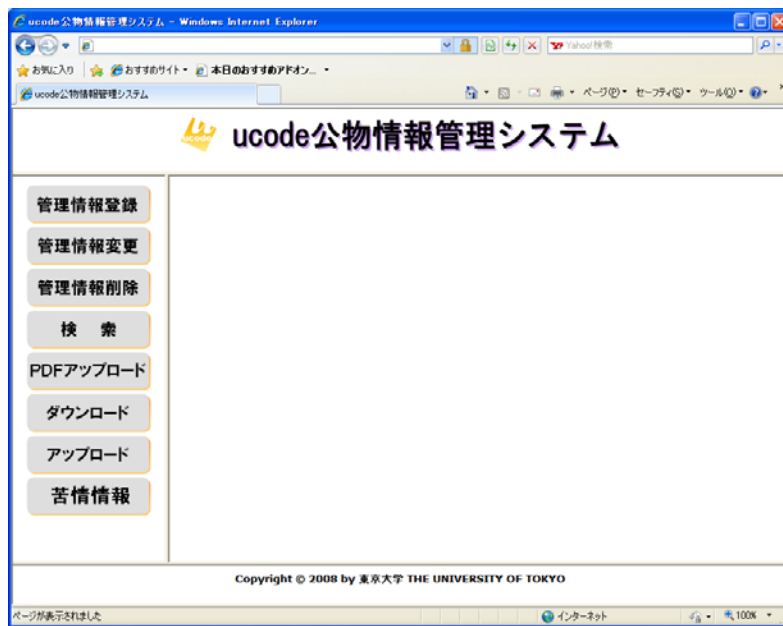 ucode公物情報管理システム - Windows Internet Explorer
Yahoo!検索
お気に入り おすすめサイト 本日のおすすめアドオン...
ucode公物情報管理システム ページ(P) セーフティ(S) ツール(O)
ucode ucode公物情報管理システム
管理情報登録
管理情報変更
管理情報削除
検 索
PDFアップロード
ダウンロード
アップロード
苦情情報
Copyright © 2008 by 東京大学 THE UNIVERSITY OF TOKYO
ページが表示されました インターネット 100%